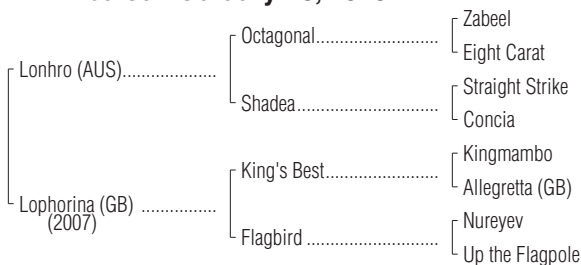 Zabeel
Octagonal
Eight Carat
Lonhro (AUS)
Straight Strike
Shadea
Concia
Kingmambo
King's Best
Allegretta (GB)
Lophorina (GB)
(2007)
Nureyev
Flagbird
Up the Flagpole